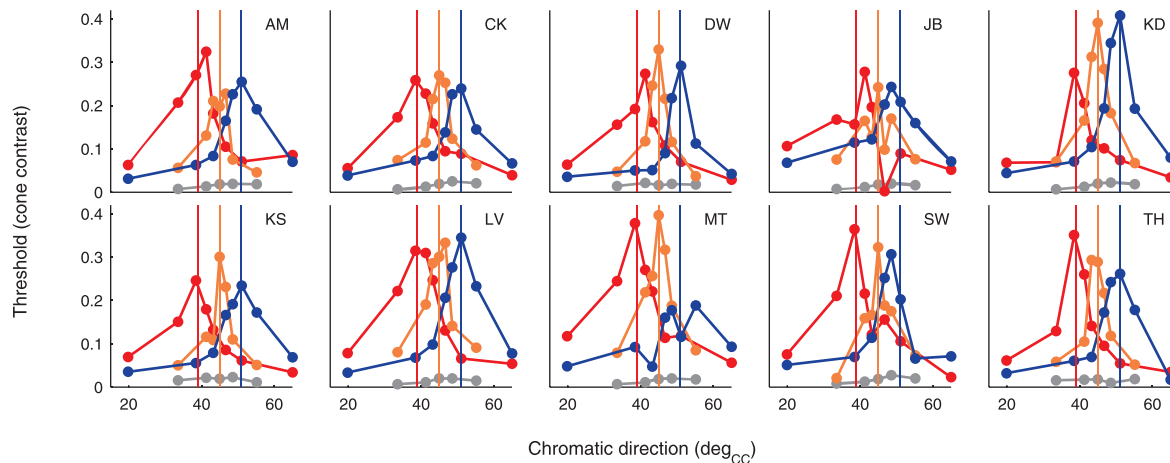 AM CK DW JB KD
0.4
0.3
0.2
0.1
0
KS LV MT SW TH
0.4
0.3
0.2
0.1
0
Threshold (cone contrast)
20 40 60 20 40 60 20 40 60 20 40 60 20 40 60
Chromatic direction (deg_CC)